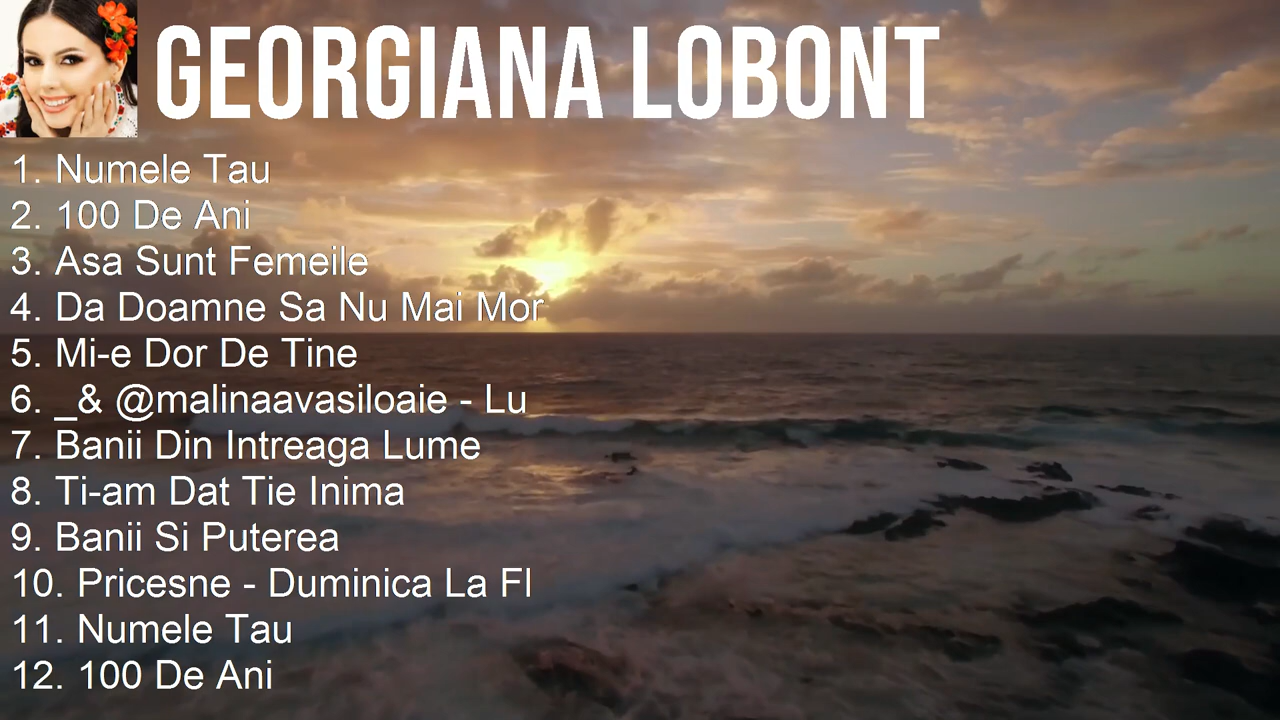 GEORGIANA LOBONT
1. Numele Tau
2. 100 De Ani
3. Asa Sunt Femeile
4. Da Doamne Sa Nu Mai Mor
5. Mi-e Dor De Tine
6. _& @malinaavasiloaie - Lu
7. Banii Din Intreaga Lume
8. Ti-am Dat Tie Inima
9. Banii Si Puterea
10. Pricesne - Duminica La Fl
11. Numele Tau
12. 100 De Ani